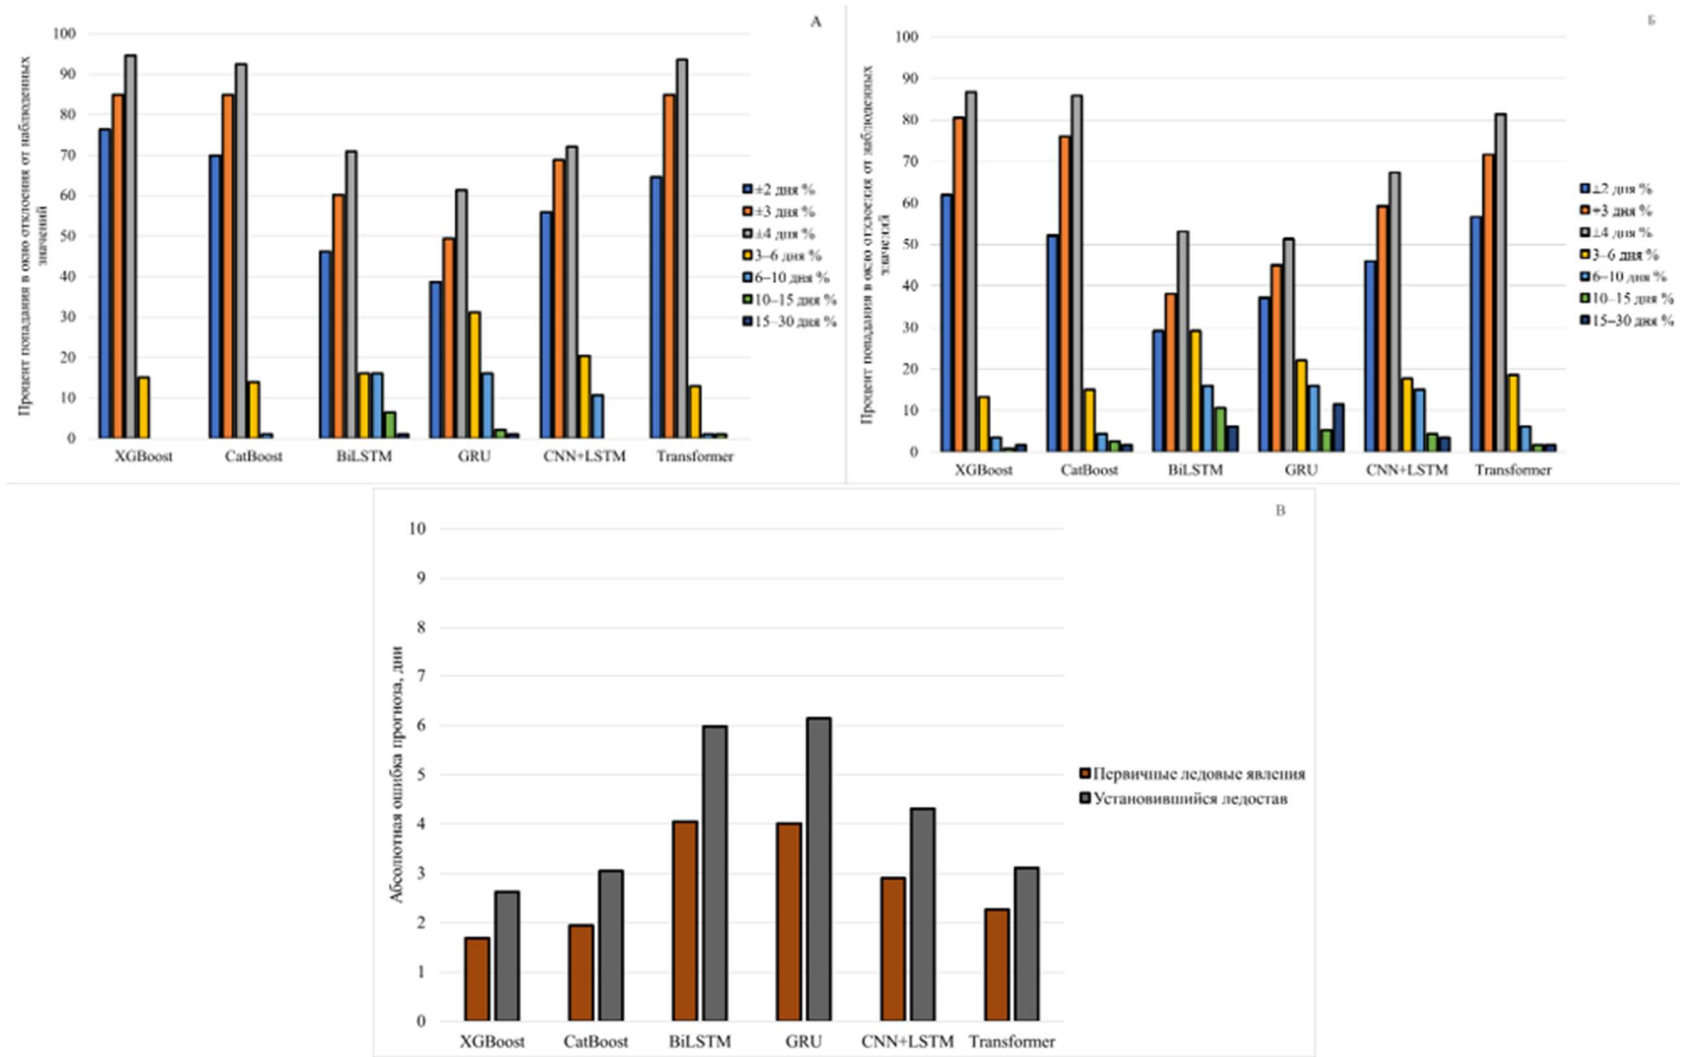 А
Процент попадания в окно отклоения от наблюденных
значений
100
90
80
70
60
50
40
30
20
10
0
XGBoost CatBoost BiLSTM GRU CNN+LSTM Transformer
±2 дня %
±3 дня %
±4 дня %
3–6 дня %
6–10 дня %
10–15 дня %
15–30 дня %
Б
Процент попадания в окно отклоения от наблюденных
значений
100
90
80
70
60
50
40
30
20
10
0
XGBoost CatBoost BiLSTM GRU CNN+LSTM Transformer
±2 дня %
±3 дня %
±4 дня %
3–6 дня %
6–10 дня %
10–15 дня %
15–30 дня %
В
Абсолютная ошибка прогноза, дни
10
9
8
7
6
5
4
3
2
1
0
XGBoost CatBoost BiLSTM GRU CNN+LSTM Transformer
Первичные ледовые явления
Установившийся ледостав